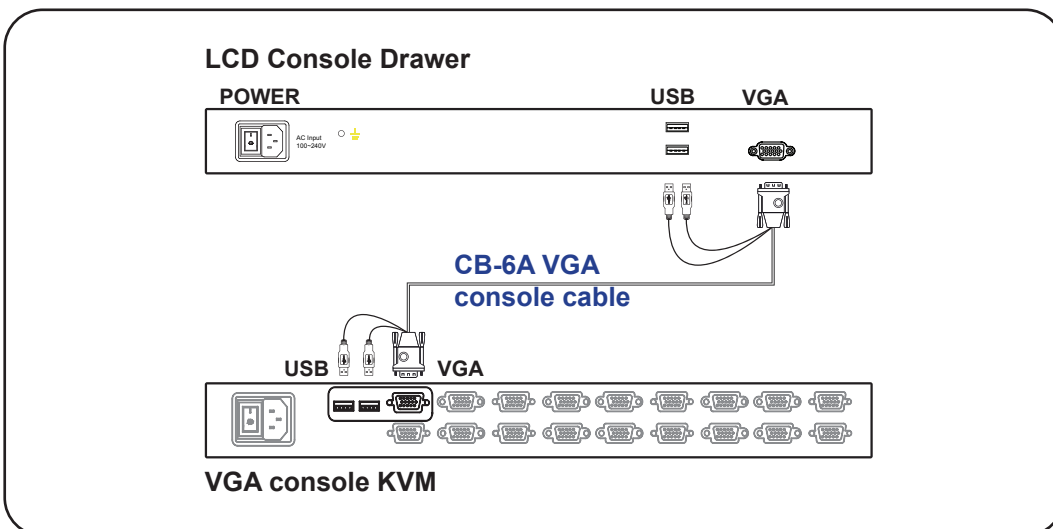 LCD Console Drawer
POWER
USB
VGA
AC Input
100~240V
CB-6A VGA
console cable
USB
VGA
VGA console KVM